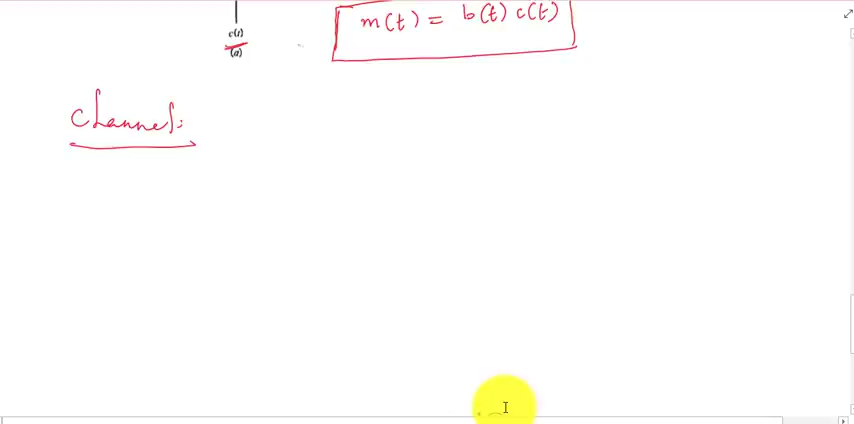 m(t) = b(t) c(t)
c(t)
(a)
Channel: